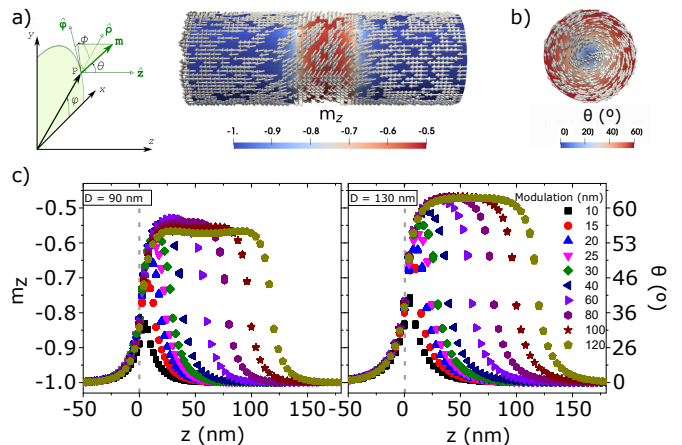 a)
y
φ̂
ϕ
ρ̂
m
P
θ
ẑ
x
φ
z
m_z
-1. -0.9 -0.8 -0.7 -0.6 -0.5
b)
θ (º)
0 20 40 60
c)
D = 90 nm
D = 130 nm
Modulation (nm)
10
15
20
25
30
40
60
80
100
120
m_z
-0.5
-0.6
-0.7
-0.8
-0.9
-1.0
60
53
46
36
26
0
θ (º)
-50 0 50 100 150
-50 0 50 100 150
z (nm)
z (nm)